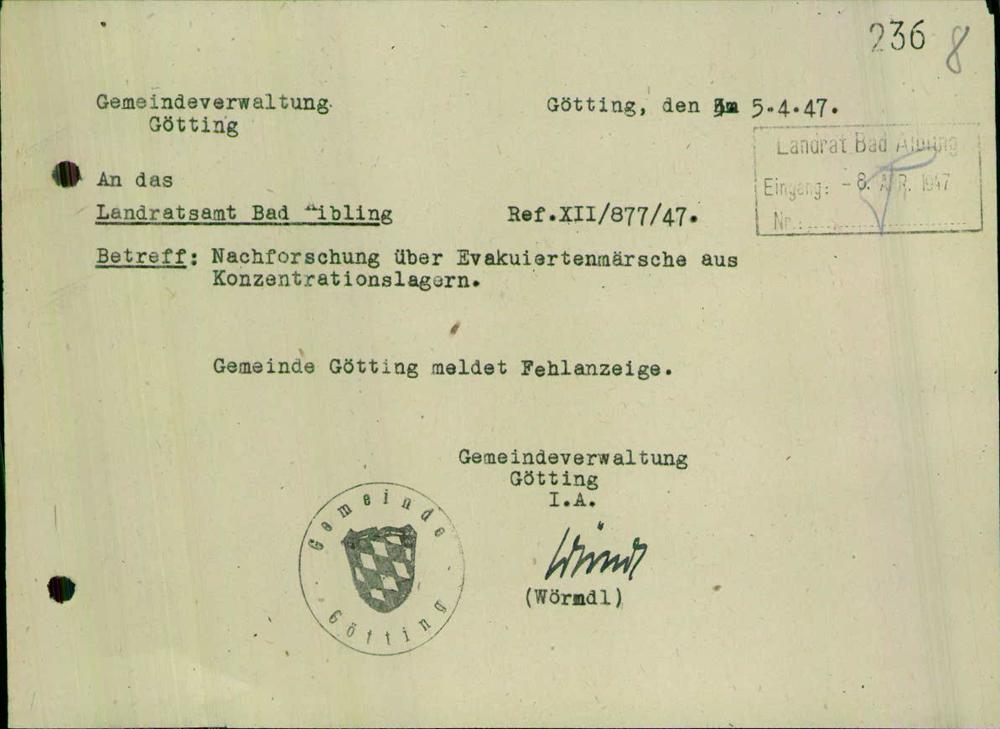 236 8
Gemeindeverwaltung.
Götting
Götting, den 5.4.47.
Landrat Bad Aibling
Eingang: - 8. APR. 1947
Nr.:
An das
Landratsamt Bad Aibling
Ref.XII/877/47.
Betreff: Nachforschung über Evakuiertenmärsche aus
Konzentrationslagern.
Gemeinde Götting meldet Fehlanzeige.
Gemeindeverwaltung
Götting
I.A.
(Wörndl)
Gemeinde
Götting